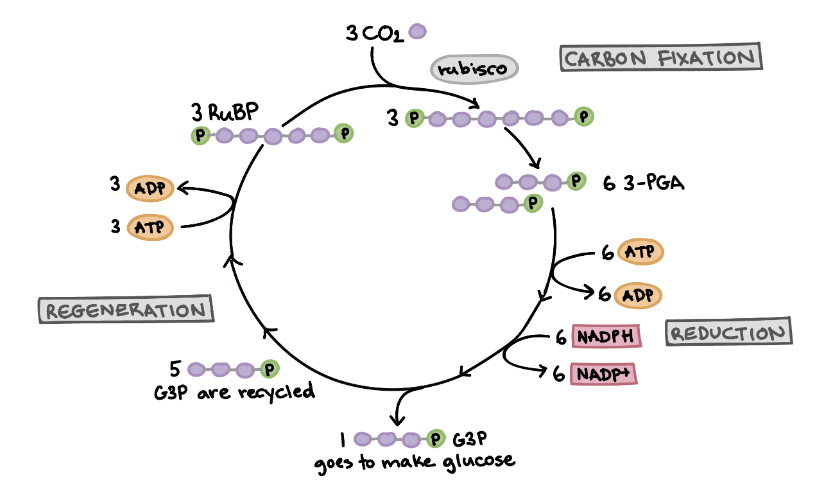 3 CO2
rubisco
CARBON FIXATION
3 RuBP
P P
3 P P
P 6 3-PGA
P
3 ADP
3 ATP
6 ATP
6 ADP
REGENERATION
6 NADPH
REDUCTION
6 NADP+
5 P
G3P are recycled
1 P G3P
goes to make glucose